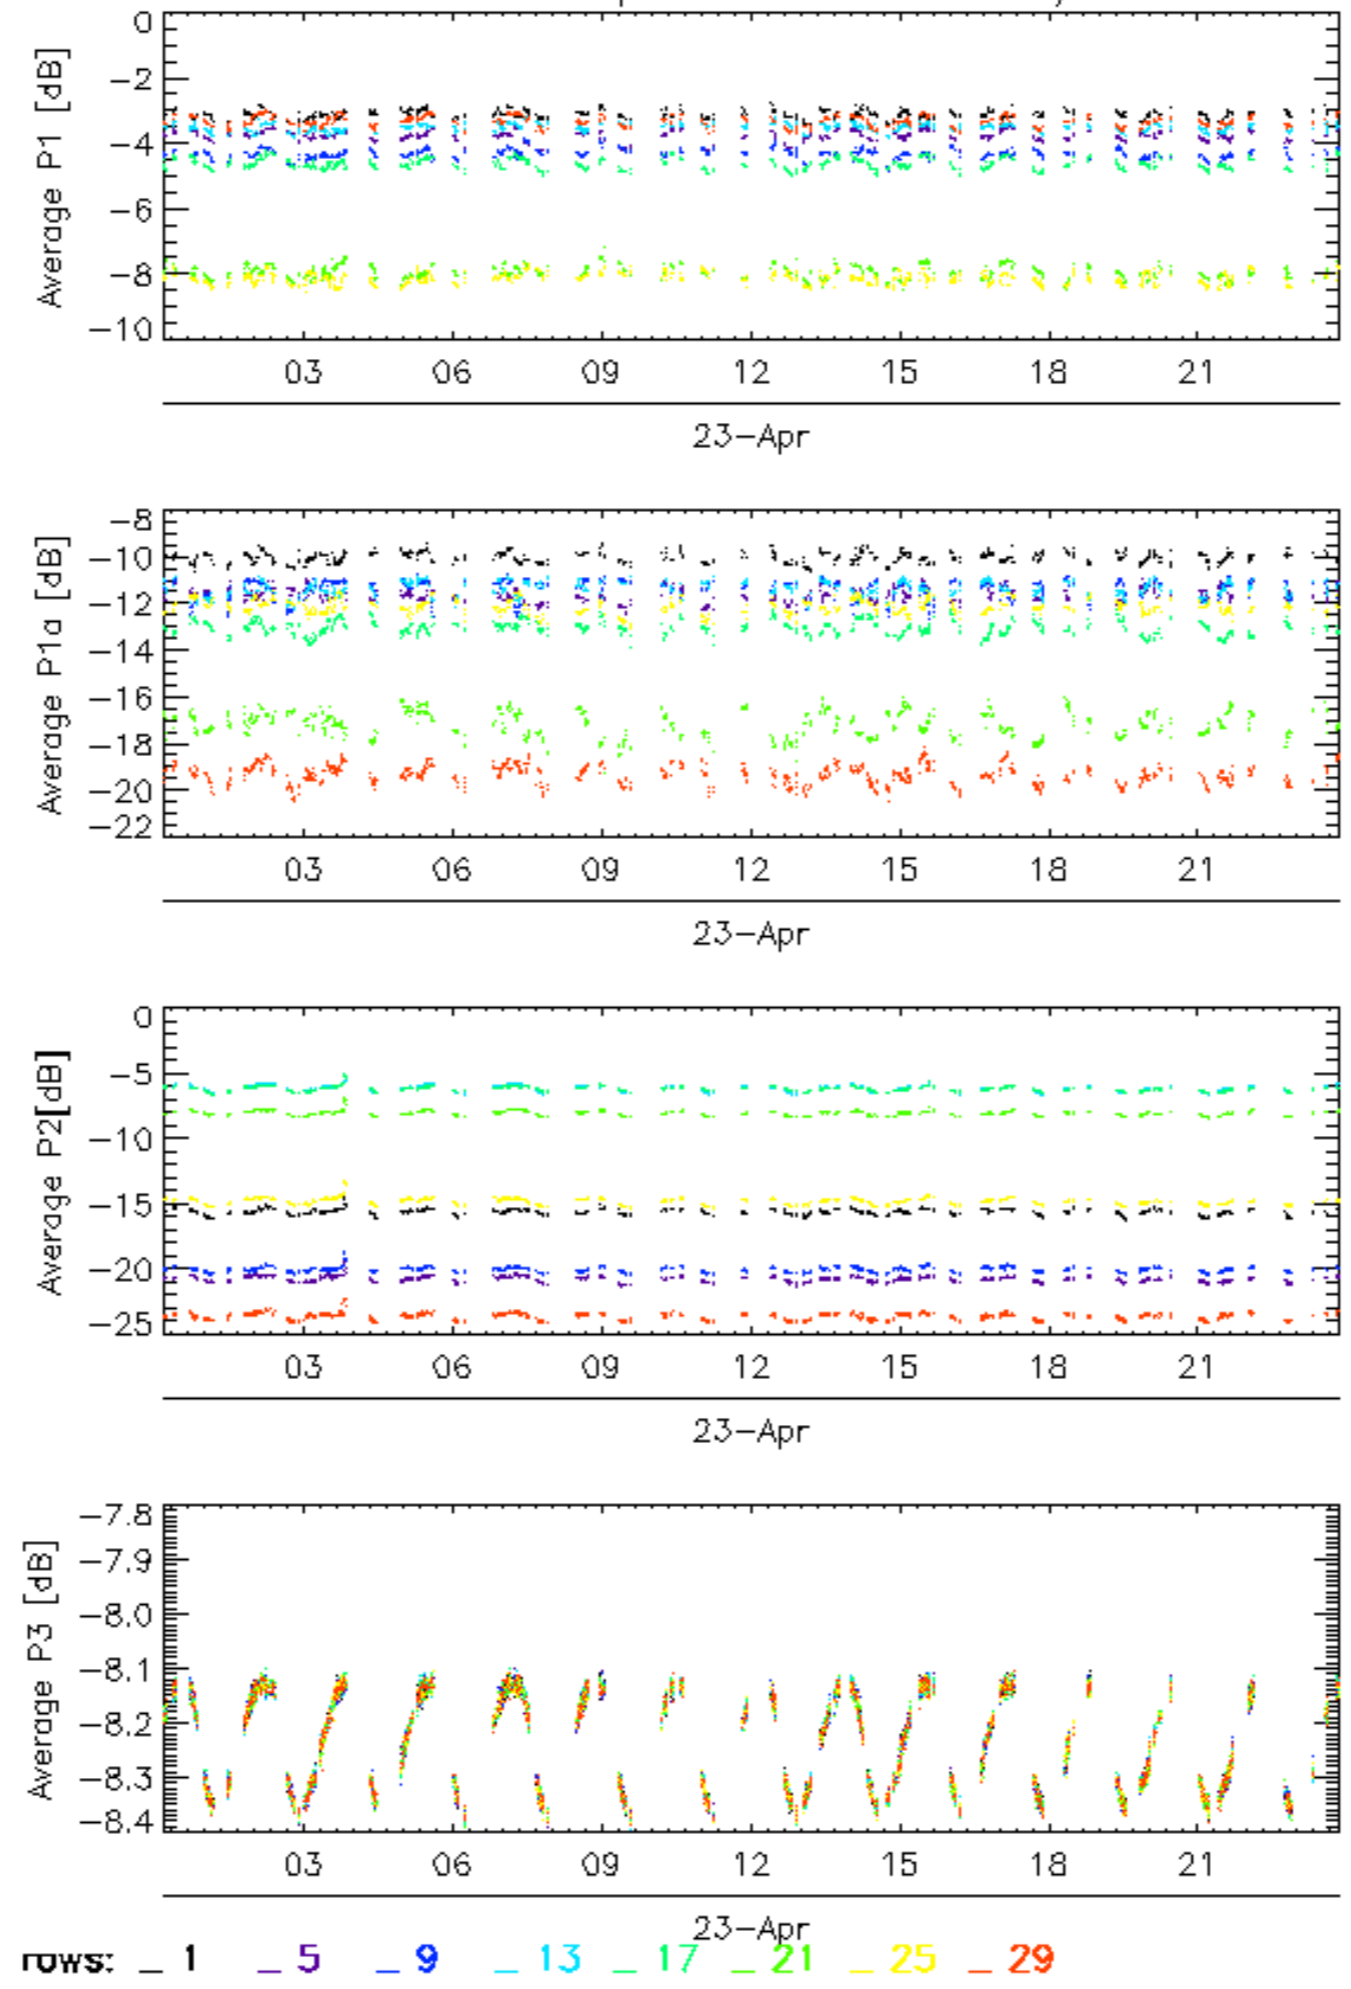 0
-2
-4
-6
-8
-10
Average P1 [dB]
03 06 09 12 15 18 21
23-Apr
-8
-10
-12
-14
-16
-18
-20
-22
Average P1a [dB]
03 06 09 12 15 18 21
23-Apr
0
-5
-10
-15
-20
-25
Average P2[dB]
03 06 09 12 15 18 21
23-Apr
-7.8
-7.9
-8.0
-8.1
-8.2
-8.3
-8.4
Average P3 [dB]
03 06 09 12 15 18 21
23-Apr
rows: _ 1 _ 5 _ 9 _ 13 _ 17 _ 21 _ 25 _ 29